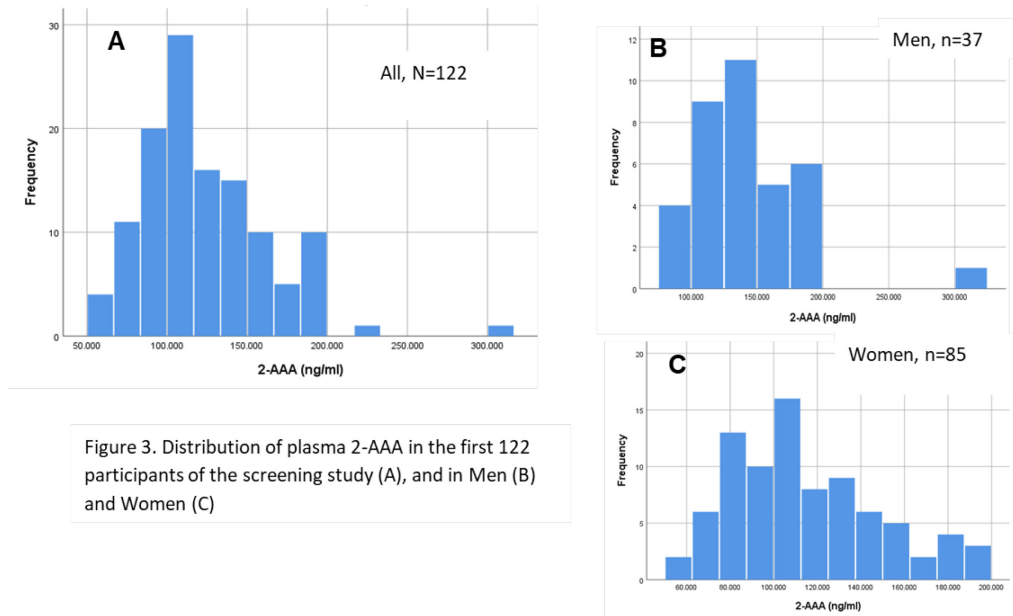 A
All, N=122
30
20
10
0
Frequency
50.000 100.000 150.000 200.000 250.000 300.000
2-AAA (ng/ml)
B
Men, n=37
12
10
8
6
4
2
0
Frequency
100.000 150.000 200.000 250.000 300.000
2-AAA (ng/ml)
C
Women, n=85
20
15
10
5
0
Frequency
60.000 80.000 100.000 120.000 140.000 160.000 180.000 200.000
2-AAA (ng/ml)
Figure 3. Distribution of plasma 2-AAA in the first 122
participants of the screening study (A), and in Men (B)
and Women (C)